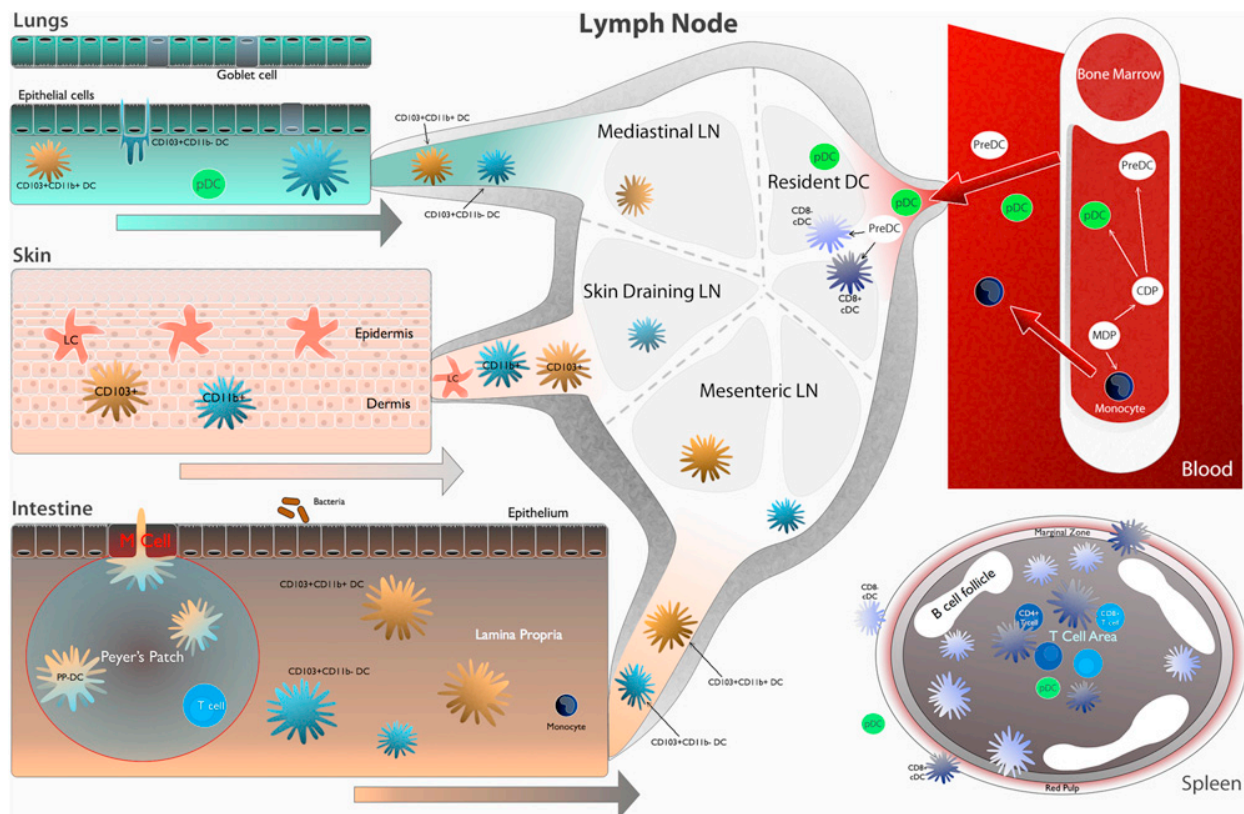 Lungs
Goblet cell
Epithelial cells
CD103+CD11b- DC
CD103+CD11b+ DC
pDC
CD103+CD11b+ DC
CD103+CD11b- DC
Skin
LC
Epidermis
CD103+
CD11b+
Dermis
LC
CD11b+
CD103+
Intestine
Bacteria
Epithelium
M Cell
CD103+CD11b+ DC
Peyer's Patch
Lamina Propria
PP-DC
CD103+CD11b- DC
T cell
Monocyte
CD103+CD11b+ DC
CD103+CD11b- DC
Lymph Node
Mediastinal LN
pDC
Resident DC
pDC
CD8-
cDC
PreDC
CD8+
cDC
Skin Draining LN
Mesenteric LN
Bone Marrow
PreDC
PreDC
pDC
pDC
CDP
MDP
Monocyte
Blood
Marginal Zone
CD8-
cDC
B cell follicle
CD4+
T cell
CD8-
T cell
T Cell Area
pDC
pDC
CD8+
cDC
Red Pulp
Spleen